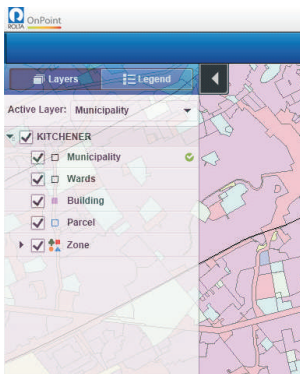 ROLTA OnPoint
Layers Legend
Active Layer: Municipality
KITCHENER
Municipality
Wards
Building
Parcel
Zone